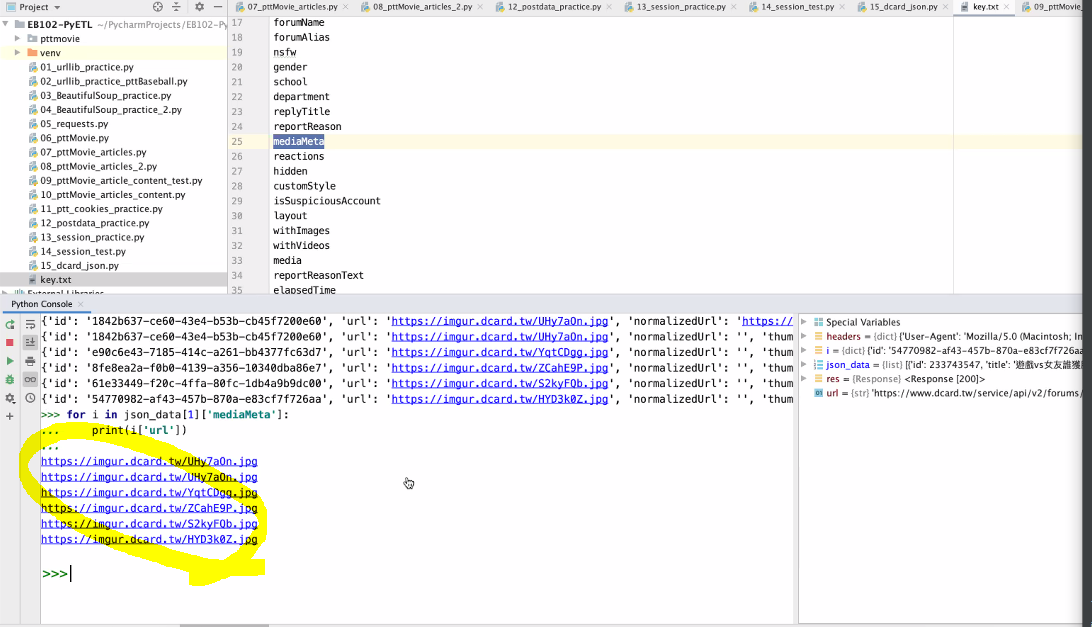 Project
07_pttMovie_articles.py
08_pttMovie_articles_2.py
12_postdata_practice.py
13_session_practice.py
14_session_test.py
15_dcard_json.py
key.txt
09_pttMovie_
EB102-PyETL ~/PycharmProjects/EB102-Py
pttmovie
venv
01_urllib_practice.py
02_urllib_practice_pttBaseball.py
03_BeautifulSoup_practice.py
04_BeautifulSoup_practice_2.py
05_requests.py
06_pttMovie.py
07_pttMovie_articles.py
08_pttMovie_articles_2.py
09_pttMovie_article_content_test.py
10_pttMovie_articles_content.py
11_ptt_cookies_practice.py
12_postdata_practice.py
13_session_practice.py
14_session_test.py
15_dcard_json.py
key.txt
External Libraries
17 forumName
18 forumAlias
19 nsfw
20 gender
21 school
22 department
23 replyTitle
24 reportReason
25 mediaMeta
26 reactions
27 hidden
28 customStyle
29 isSuspiciousAccount
30 layout
31 withImages
32 withVideos
33 media
34 reportReasonText
35 elapsedTime
Python Console
{'id': '1842b637-ce60-43e4-b53b-cb45f7200e60', 'url': 'https://imgur.dcard.tw/UHy7aOn.jpg', 'normalizedUrl': 'https://
{'id': '1842b637-ce60-43e4-b53b-cb45f7200e60', 'url': 'https://imgur.dcard.tw/UHy7aOn.jpg', 'normalizedUrl': '', 'thum
{'id': 'e90c6e43-7185-414c-a261-bb4377fc63d7', 'url': 'https://imgur.dcard.tw/YqtCDgg.jpg', 'normalizedUrl': '', 'thum
{'id': '8fe8ea2a-f0b0-4139-a356-10340dba86e7', 'url': 'https://imgur.dcard.tw/ZCahE9P.jpg', 'normalizedUrl': '', 'thum
{'id': '61e33449-f20c-4ffa-80fc-1db4a9b9dc00', 'url': 'https://imgur.dcard.tw/S2kyFQb.jpg', 'normalizedUrl': '', 'thum
{'id': '54770982-af43-457b-870a-e83cf7f726aa', 'url': 'https://imgur.dcard.tw/HYD3k0Z.jpg', 'normalizedUrl': '', 'thum
>>> for i in json_data[1]['mediaMeta']:
... print(i['url'])
...
https://imgur.dcard.tw/UHy7aOn.jpg
https://imgur.dcard.tw/UHy7aOn.jpg
https://imgur.dcard.tw/YqtCDgg.jpg
https://imgur.dcard.tw/ZCahE9P.jpg
https://imgur.dcard.tw/S2kyFQb.jpg
https://imgur.dcard.tw/HYD3k0Z.jpg
>>>
Special Variables
headers = {dict} {'User-Agent': 'Mozilla/5.0 (Macintosh; In
i = {dict} {'id': '54770982-af43-457b-870a-e83cf7f726aa
json_data = {list} [{'id': 233743547, 'title': '遊戲vs女友誰獲勝
res = {Response} <Response [200]>
url = {str} 'https://www.dcard.tw/service/api/v2/forums/